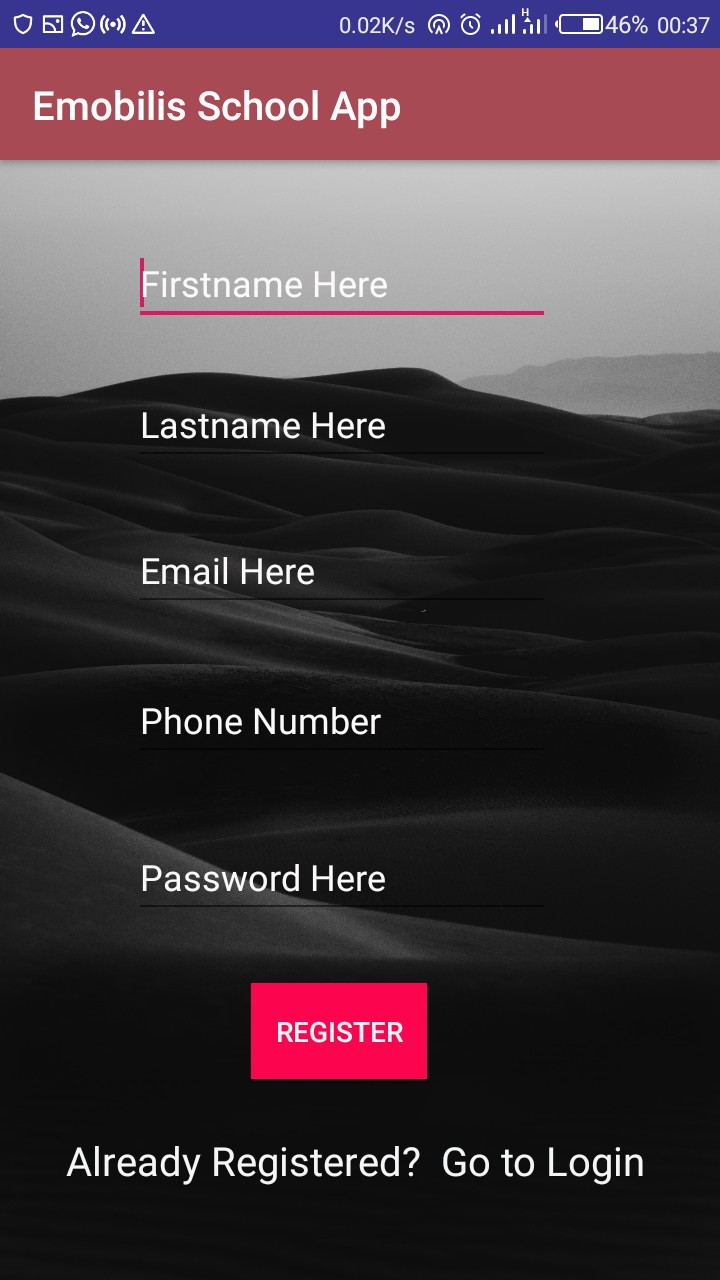 0.02K/s H 46% 00:37
Emobilis School App
Firstname Here
Lastname Here
Email Here
Phone Number
Password Here
REGISTER
Already Registered? Go to Login